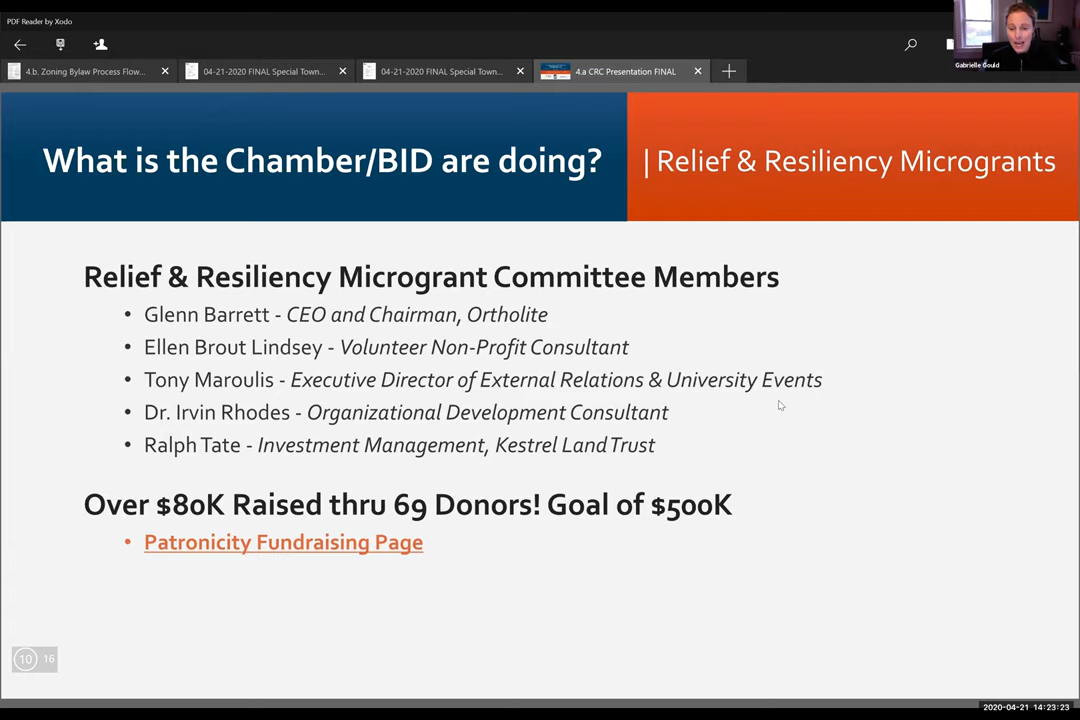 PDF Reader by Xodo
Gabrielle Gould
4.b. Zoning Bylaw Process Flow...
04-21-2020 FINAL Special Town...
04-21-2020 FINAL Special Town...
4.a CRC Presentation FINAL
What is the Chamber/BID are doing?
| Relief & Resiliency Microgrants
Relief & Resiliency Microgrant Committee Members
• Glenn Barrett - CEO and Chairman, Ortholite
• Ellen Brout Lindsey - Volunteer Non-Profit Consultant
• Tony Maroulis - Executive Director of External Relations & University Events
• Dr. Irvin Rhodes - Organizational Development Consultant
• Ralph Tate - Investment Management, Kestrel Land Trust
Over $80K Raised thru 69 Donors! Goal of $500K
• Patronicity Fundraising Page
10 16
2020-04-21 14:23:23